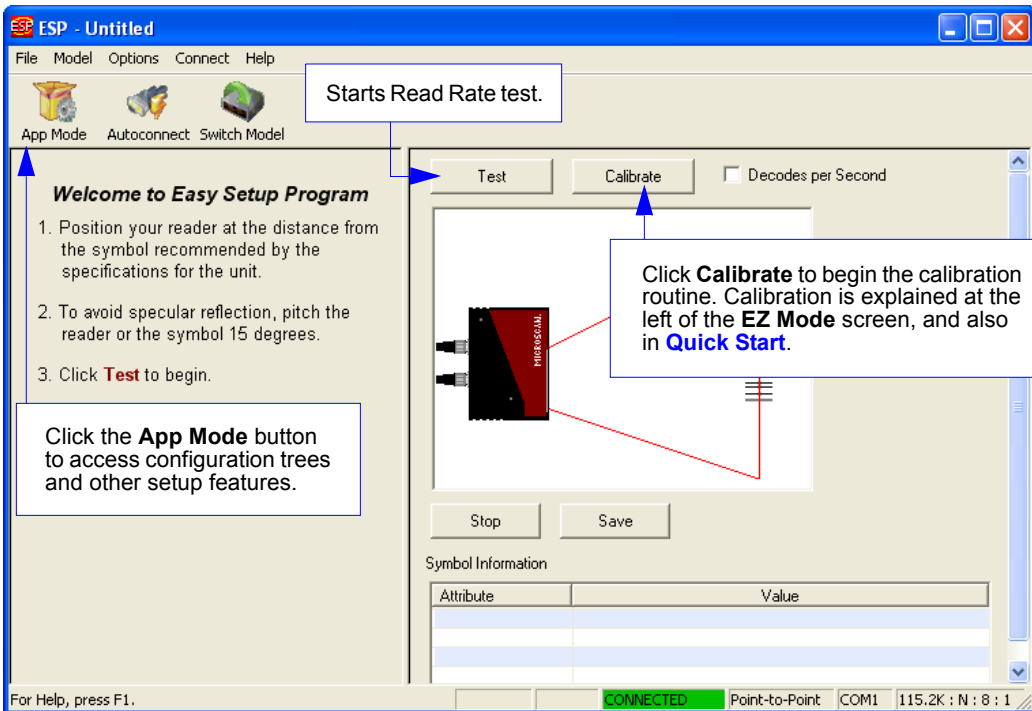 ESP - Untitled
File Model Options Connect Help
App Mode Autoconnect Switch Model
Starts Read Rate test.
Welcome to Easy Setup Program
1. Position your reader at the distance from
the symbol recommended by the
specifications for the unit.
2. To avoid specular reflection, pitch the
reader or the symbol 15 degrees.
3. Click Test to begin.
Click the App Mode button
to access configuration trees
and other setup features.
Test Calibrate Decodes per Second
Click Calibrate to begin the calibration
routine. Calibration is explained at the
left of the EZ Mode screen, and also
in Quick Start.
MICROSCAN.
Stop Save
Symbol Information
Attribute Value
For Help, press F1. CONNECTED Point-to-Point COM1 115.2K : N : 8 : 1